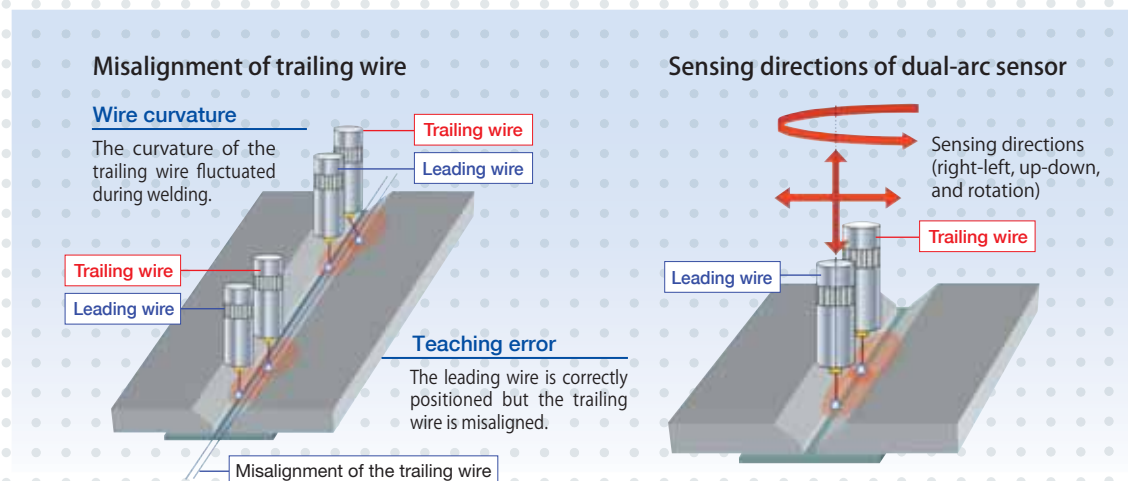 Misalignment of trailing wire
Wire curvature
The curvature of the
trailing wire fluctuated
during welding.
Trailing wire
Leading wire
Trailing wire
Leading wire
Teaching error
The leading wire is correctly
positioned but the trailing
wire is misaligned.
Misalignment of the trailing wire
Sensing directions of dual-arc sensor
Sensing directions
(right-left, up-down,
and rotation)
Trailing wire
Leading wire